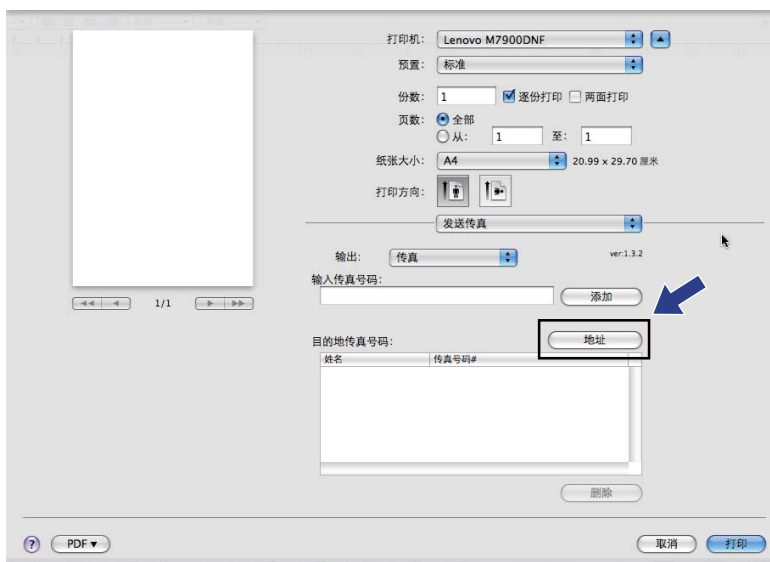 打印机: Lenovo M7900DNF
预置: 标准
份数: 1 逐份打印 两面打印
页数: 全部
从: 1 至: 1
纸张大小: A4 20.99 x 29.70 厘米
打印方向:
发送传真
输出: 传真 ver:1.3.2
输入传真号码:
添加
1/1
地址
目的地传真号码:
姓名 传真号码#
删除
? PDF▼ 取消 打印